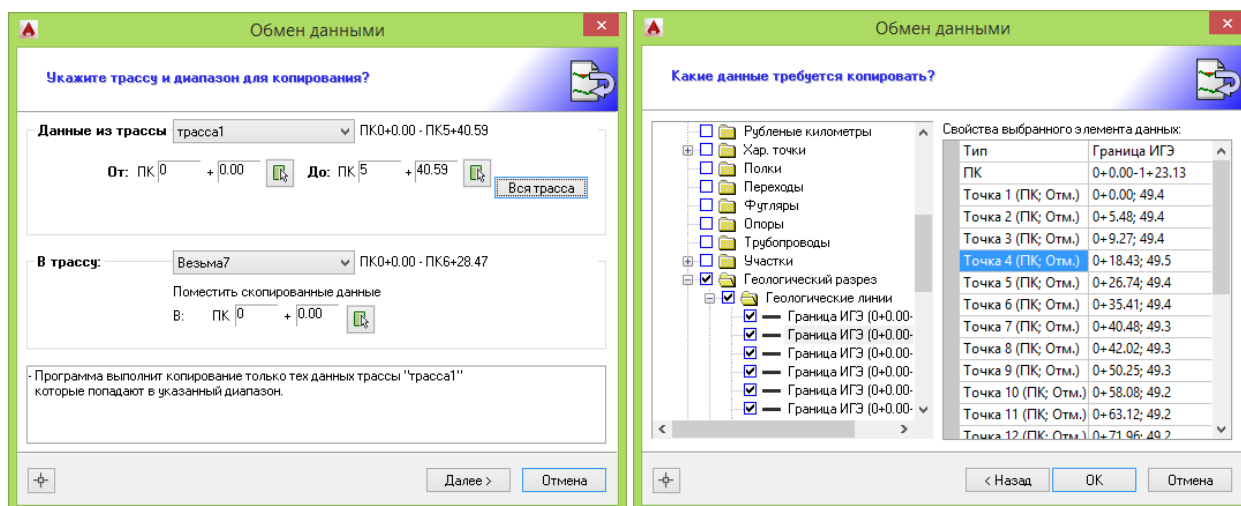 Обмен данными
Укажите трассу и диапазон для копирования?
Данные из трассы трасса1 ПК0+0.00 - ПК5+40.59
От: ПК 0 + 0.00 До: ПК 5 + 40.59
Вся трасса
В трассу: Везьма7 ПК0+0.00 - ПК6+28.47
Поместить скопированные данные
В: ПК 0 + 0.00
- Программа выполнит копирование только тех данных трассы "трасса1"
которые попадают в указанный диапазон.
Далее > Отмена
Обмен данными
Какие данные требуется копировать?
Рубленые километры
Хар. точки
Полки
Переходы
Футляры
Опоры
Трубопроводы
Участки
Геологический разрез
Геологические линии
Граница ИГЭ (0+0.00-
Граница ИГЭ (0+0.00-
Граница ИГЭ (0+0.00-
Граница ИГЭ (0+0.00-
Граница ИГЭ (0+0.00-
Граница ИГЭ (0+0.00-
Свойства выбранного элемента данных:
Тип Граница ИГЭ
ПК 0+0.00-1+23.13
Точка 1 (ПК; Отм.) 0+0.00; 49.4
Точка 2 (ПК; Отм.) 0+5.48; 49.4
Точка 3 (ПК; Отм.) 0+9.27; 49.4
Точка 4 (ПК; Отм.) 0+18.43; 49.5
Точка 5 (ПК; Отм.) 0+26.74; 49.4
Точка 6 (ПК; Отм.) 0+35.41; 49.4
Точка 7 (ПК; Отм.) 0+40.48; 49.3
Точка 8 (ПК; Отм.) 0+42.02; 49.3
Точка 9 (ПК; Отм.) 0+50.25; 49.3
Точка 10 (ПК; Отм.) 0+58.08; 49.2
Точка 11 (ПК; Отм.) 0+63.12; 49.2
Точка 12 (ПК; Отм.) 0+71.96; 49.2
< Назад OK Отмена